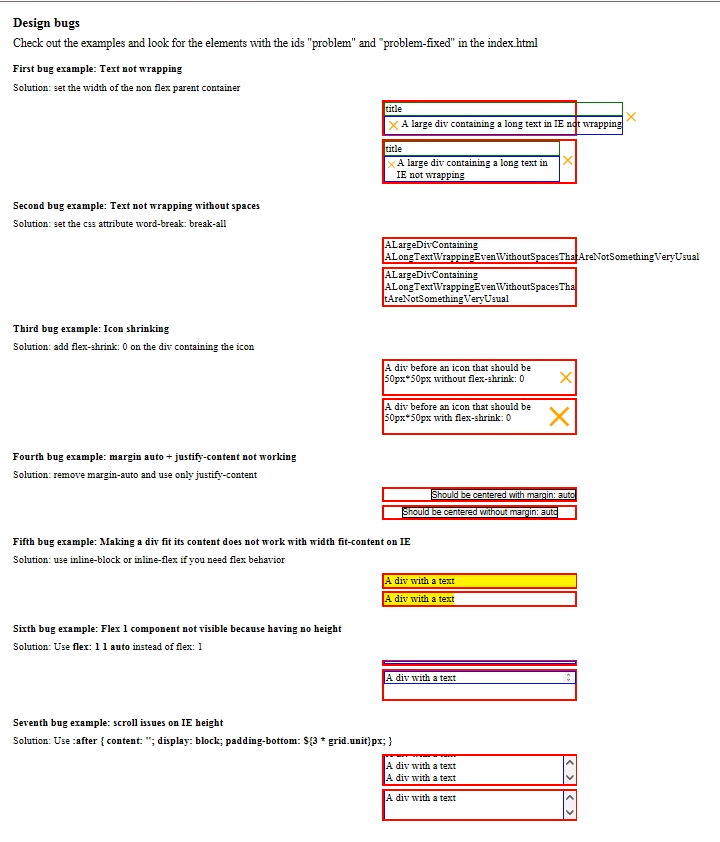 Design bugs
Check out the examples and look for the elements with the ids "problem" and "problem-fixed" in the index.html
First bug example: Text not wrapping
Solution: set the width of the non flex parent container
title
A large div containing a long text in IE not wrapping
title
A large div containing a long text in
IE not wrapping
Second bug example: Text not wrapping without spaces
Solution: set the css attribute word-break: break-all
ALargeDivContaining
ALongTextWrappingEvenWithoutSpacesThatAreNotSomethingVeryUsual
ALargeDivContaining
ALongTextWrappingEvenWithoutSpacesTha
tAreNotSomethingVeryUsual
Third bug example: Icon shrinking
Solution: add flex-shrink: 0 on the div containing the icon
A div before an icon that should be
50px*50px without flex-shrink: 0
A div before an icon that should be
50px*50px with flex-shrink: 0
Fourth bug example: margin auto + justify-content not working
Solution: remove margin-auto and use only justify-content
Should be centered with margin: auto
Should be centered without margin: auto
Fifth bug example: Making a div fit its content does not work with width fit-content on IE
Solution: use inline-block or inline-flex if you need flex behavior
A div with a text
A div with a text
Sixth bug example: Flex 1 component not visible because having no height
Solution: Use flex: 1 1 auto instead of flex: 1
A div with a text
Seventh bug example: scroll issues on IE height
Solution: Use :after { content: ''; display: block; padding-bottom: ${3 * grid.unit}px; }
A div with a text
A div with a text
A div with a text